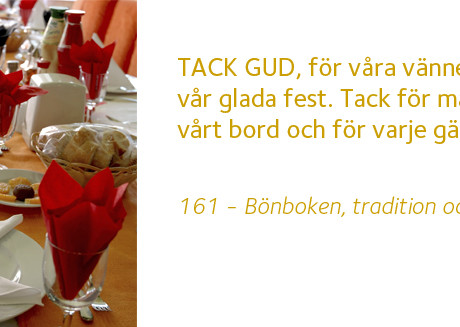 TACK GUD, för våra vänne
vår glada fest. Tack för ma
vårt bord och för varje gä
161 – Bönboken, tradition oc